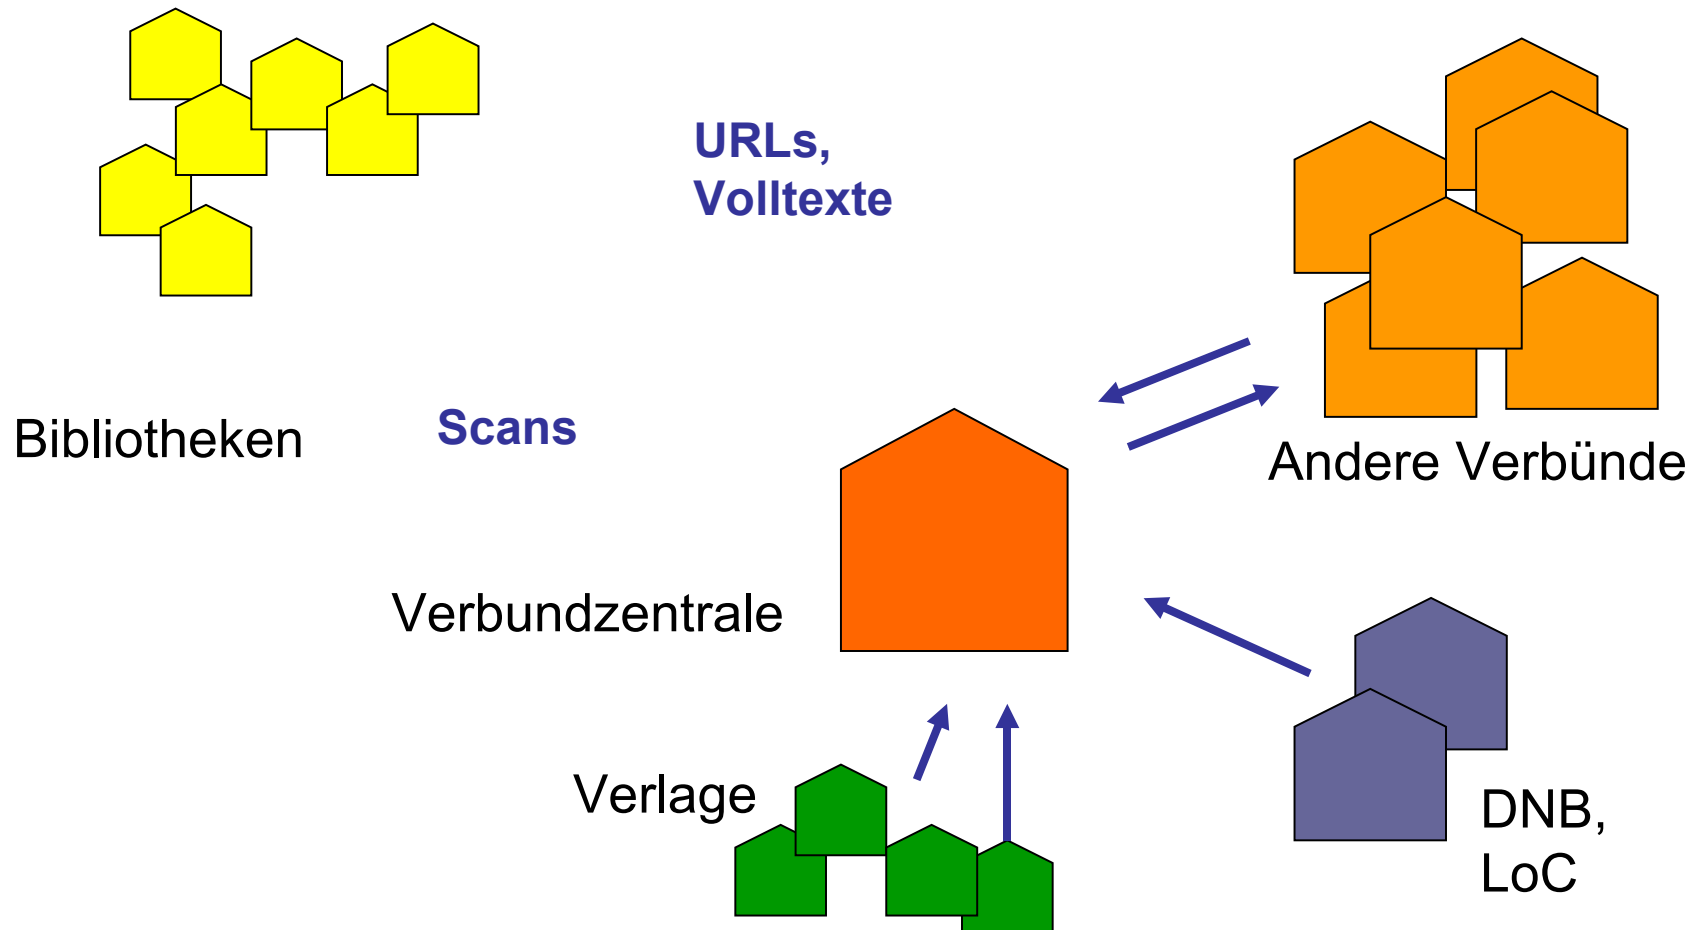 URLs,
Volltexte
Bibliotheken
Scans
Andere Verbünde
Verbundzentrale
Verlage
DNB,
LoC